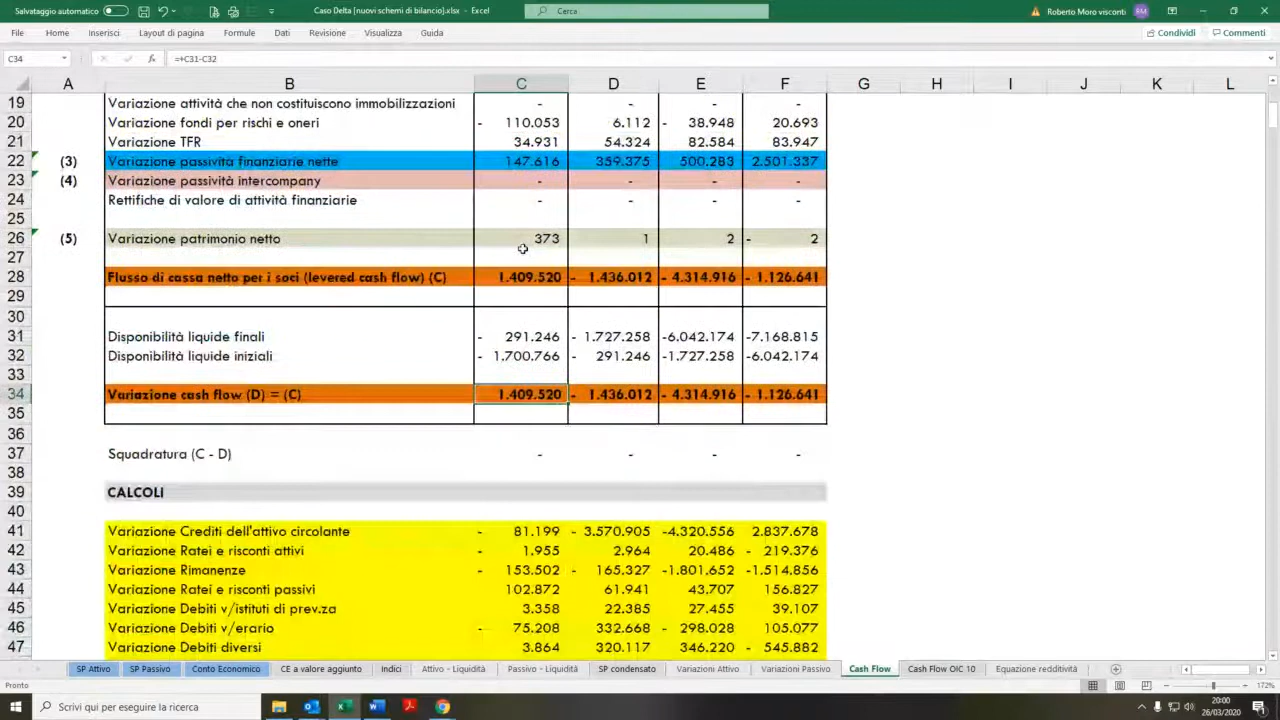 Salvataggio automatico
Caso Delta [nuovi schemi di bilancio].xlsx - Excel
Cerca
Roberto Moro visconti
RM
File Home Inserisci Layout di pagina Formule Dati Revisione Visualizza Guida
Condividi Commenti
C34 fx =+C31-C32
A B C D E F G H I J K L
19 Variazione attività che non costituiscono immobilizzazioni - - - -
20 Variazione fondi per rischi e oneri - 110.053 6.112 - 38.948 20.693
21 Variazione TFR 34.931 54.324 82.584 83.947
22 (3) Variazione passività finanziarie nette 147.616 359.375 500.283 2.501.337
23 (4) Variazione passività intercompany - - - -
24 Rettifiche di valore di attività finanziarie - - - -
25
26 (5) Variazione patrimonio netto 373 1 2 - 2
27
28 Flusso di cassa netto per i soci (levered cash flow) (C) 1.409.520 - 1.436.012 - 4.314.916 - 1.126.641
29
30
31 Disponibilità liquide finali - 291.246 - 1.727.258 -6.042.174 -7.168.815
32 Disponibilità liquide iniziali - 1.700.766 - 291.246 -1.727.258 -6.042.174
33
34 Variazione cash flow (D) = (C) 1.409.520 - 1.436.012 - 4.314.916 - 1.126.641
35
36
37 Squadratura (C - D) - - - -
38
39 CALCOLI
40
41 Variazione Crediti dell'attivo circolante - 81.199 - 3.570.905 -4.320.556 2.837.678
42 Variazione Ratei e risconti attivi - 1.955 2.964 20.486 - 219.376
43 Variazione Rimanenze - 153.502 - 165.327 -1.801.652 -1.514.856
44 Variazione Ratei e risconti passivi 102.872 61.941 43.707 156.827
45 Variazione Debiti v/istituti di prev.za 3.358 22.385 27.455 39.107
46 Variazione Debiti v/erario - 75.208 332.668 - 298.028 105.077
47 Variazione Debiti diversi 3.864 320.117 346.220 - 545.882
SP Attivo SP Passivo Conto Economico CE a valore aggiunto Indici Attivo - Liquidità Passivo - Liquidità SP condensato Variazioni Attivo Variazioni Passivo Cash Flow Cash Flow OIC 10 Equazione redditività
Pronto
172%
Scrivi qui per eseguire la ricerca
20:00
26/03/2020
1